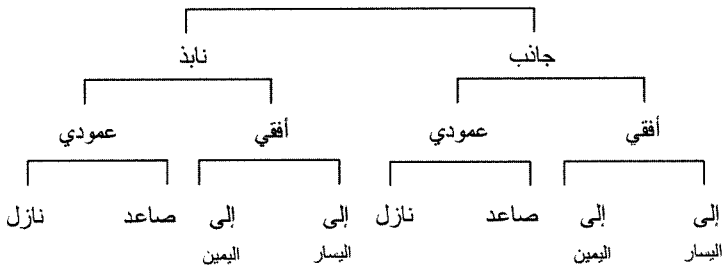 جانب نابذ
أفقي عمودي أفقي عمودي
إلى إلى صاعد نازل إلى إلى صاعد نازل
اليسار اليمين اليسار اليمين